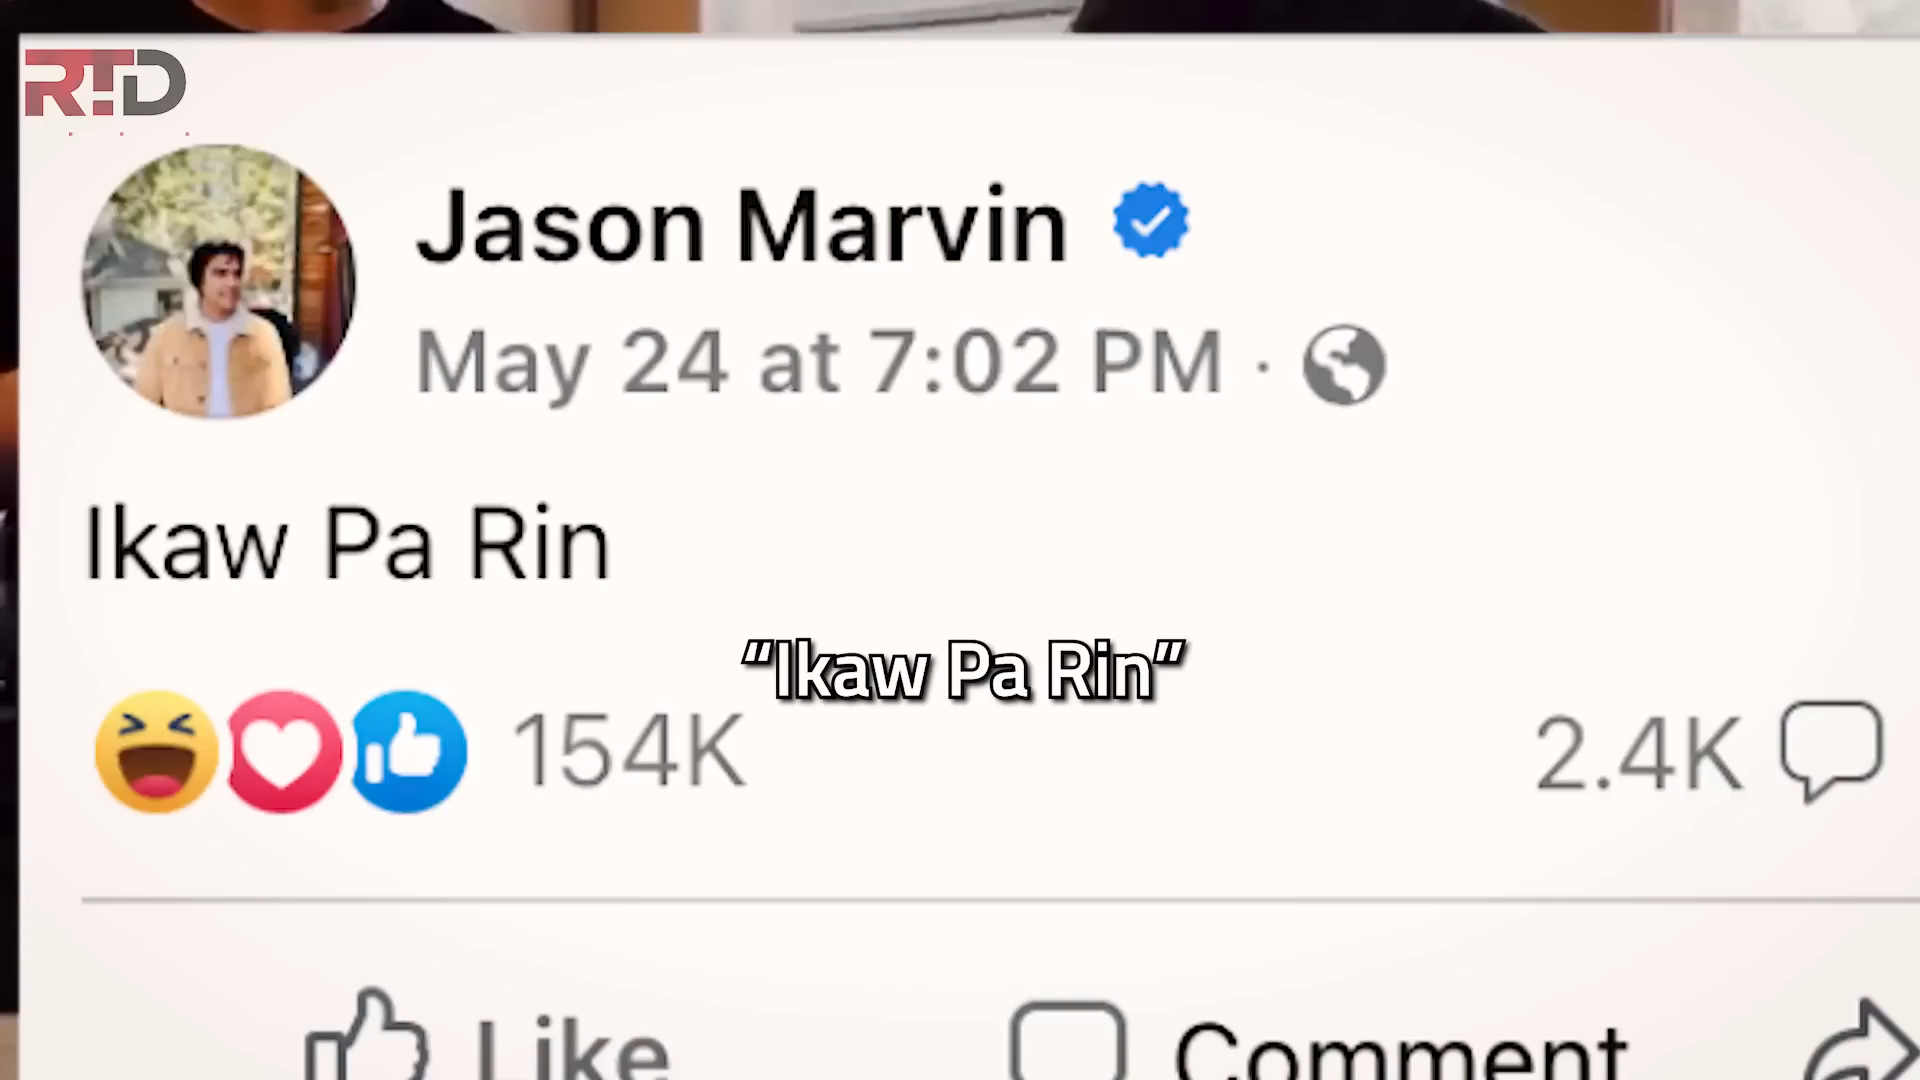 RTD
Jason Marvin
May 24 at 7:02 PM ·
Ikaw Pa Rin
“Ikaw Pa Rin”
154K
2.4K
Like
Comment